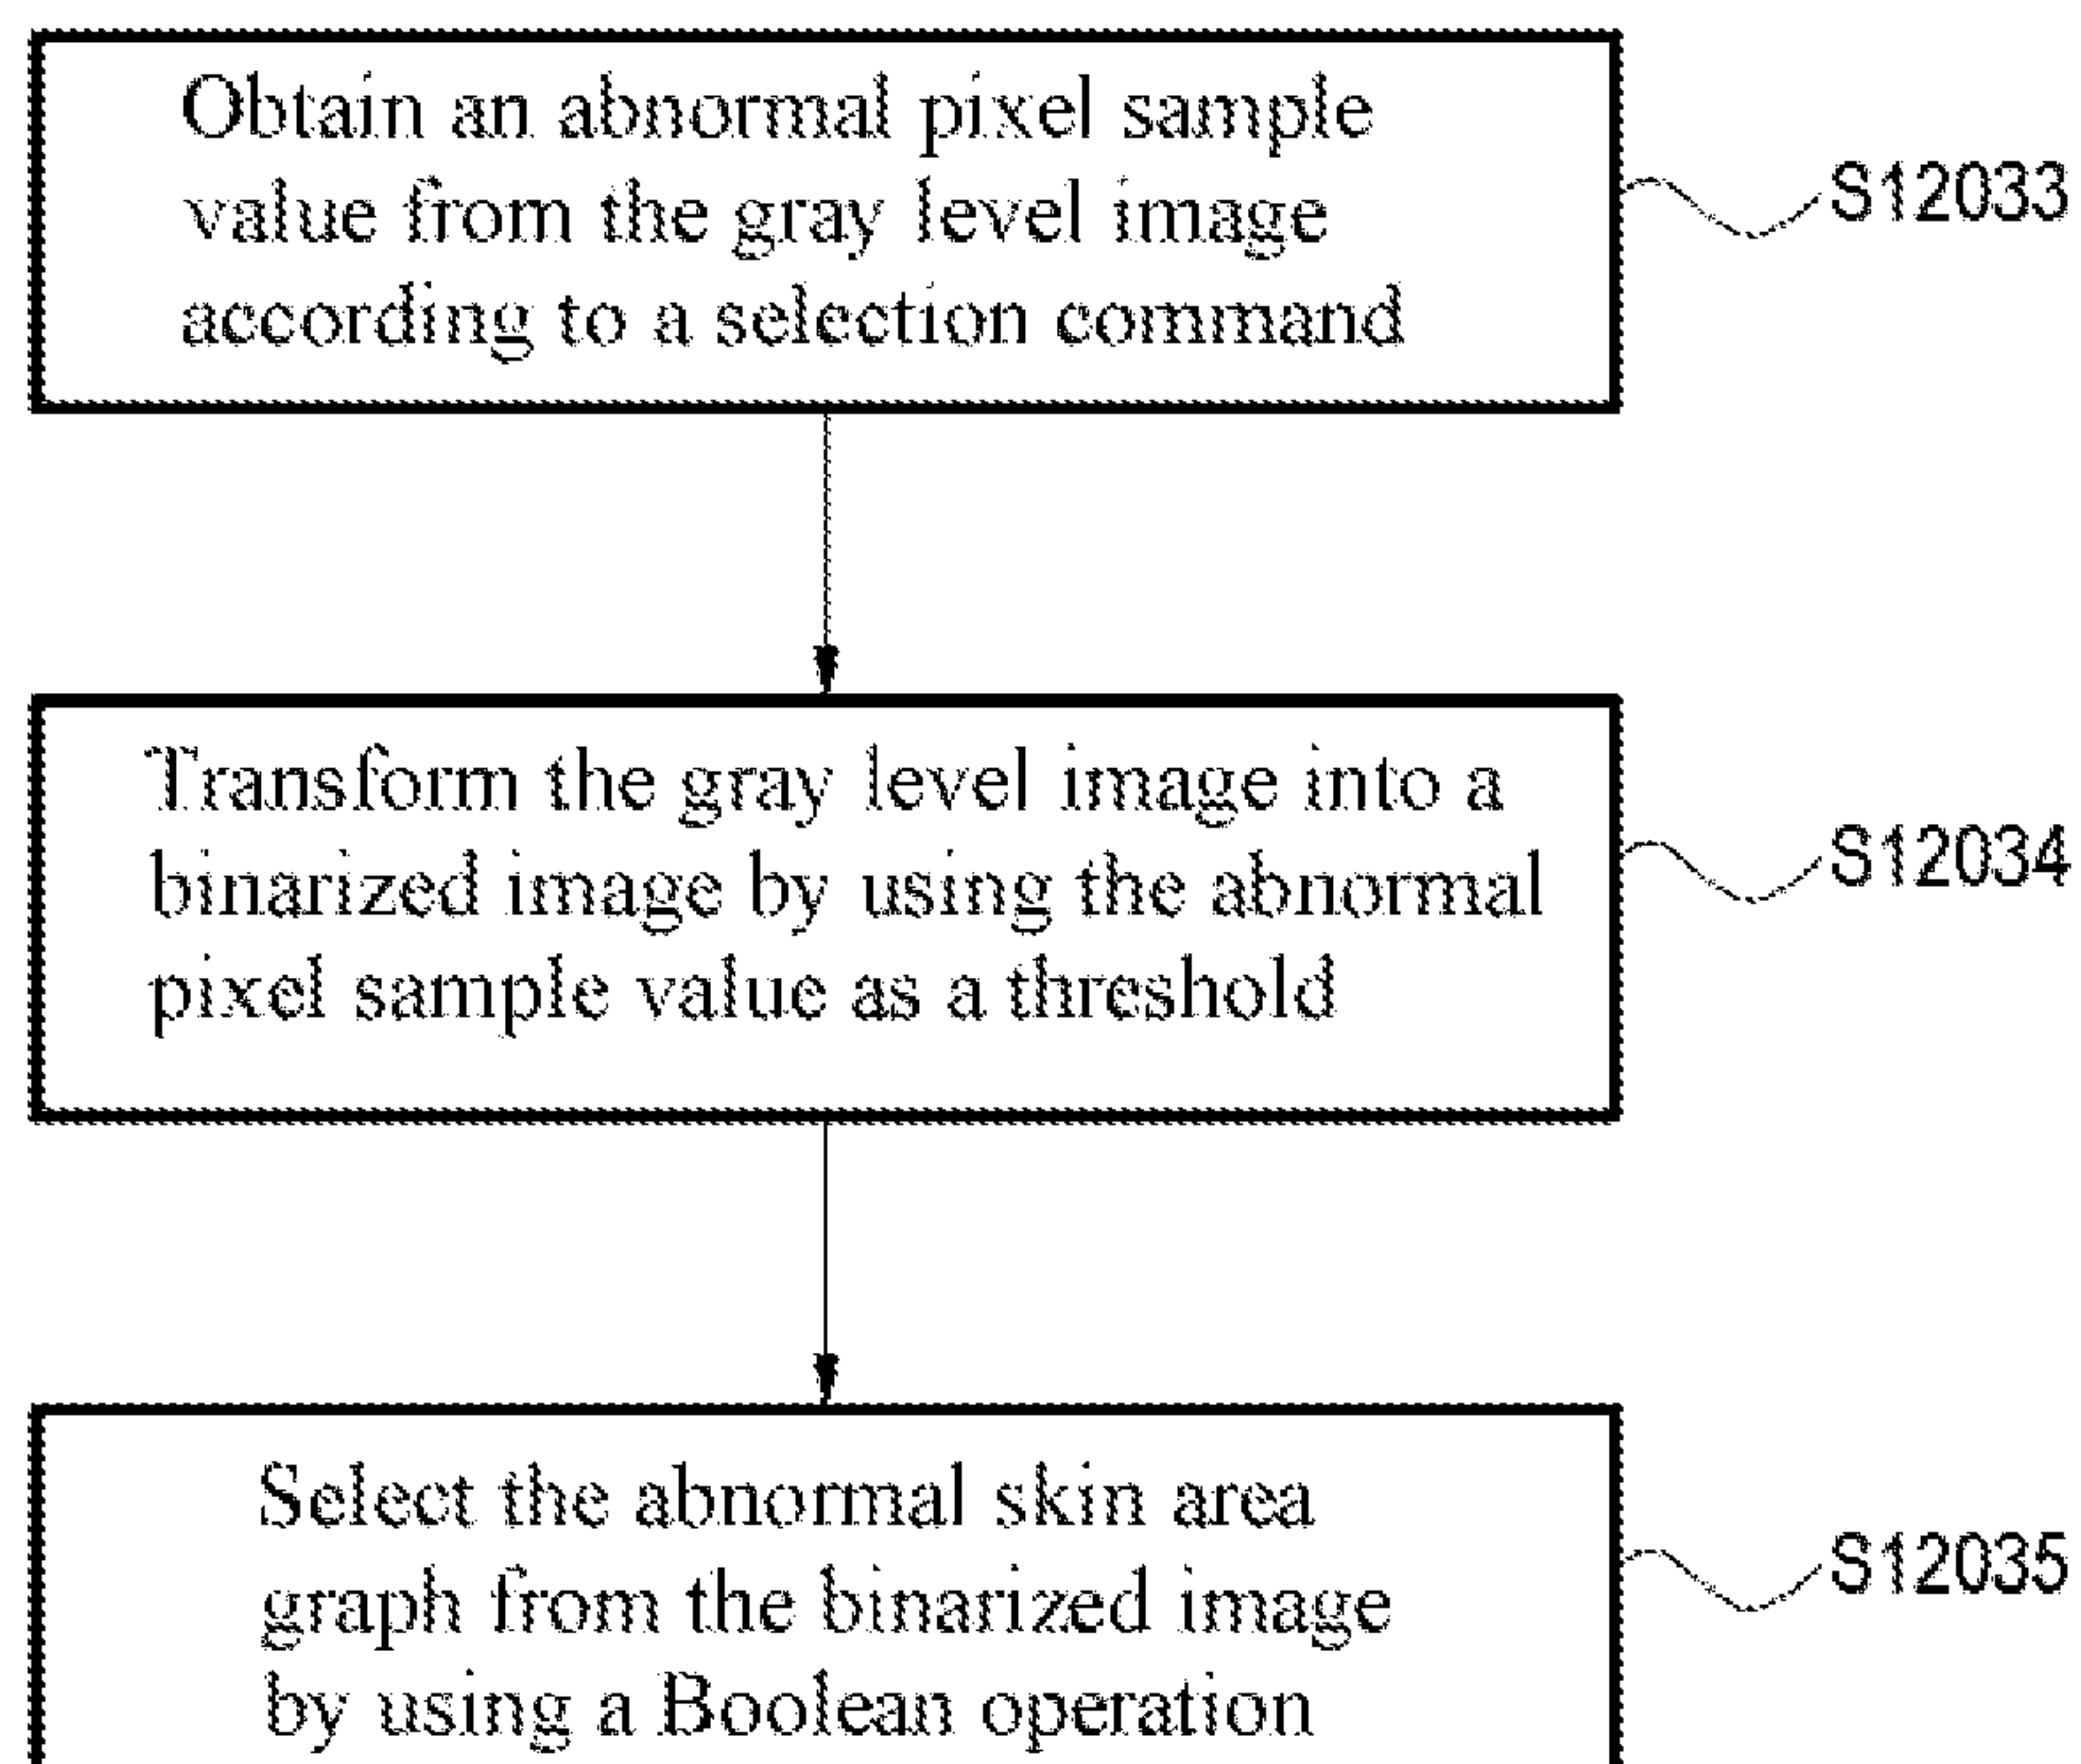 Obtain an abnormal pixel sample
value from the gray level image
according to a selection command
S12033
Transform the gray level image into a
binarized image by using the abnormal
pixel sample value as a threshold
S12034
Select the abnormal skin area
graph from the binarized image
by using a Boolean operation
S12035